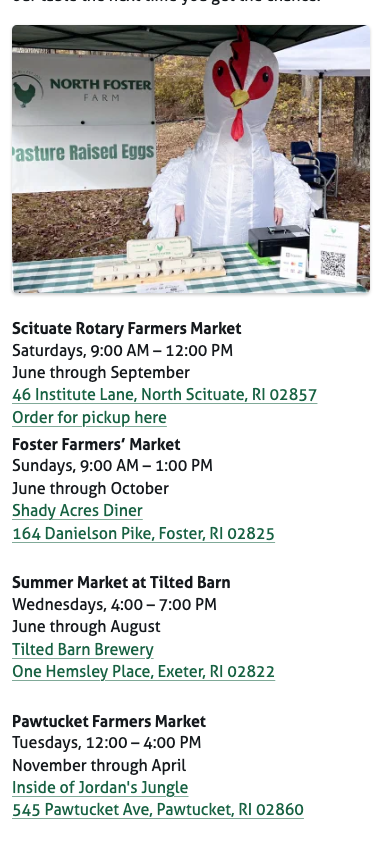 NORTH FOSTER
FARM
Pasture Raised Eggs
Scituate Rotary Farmers Market
Saturdays, 9:00 AM – 12:00 PM
June through September
46 Institute Lane, North Scituate, RI 02857
Order for pickup here
Foster Farmers’ Market
Sundays, 9:00 AM – 1:00 PM
June through October
Shady Acres Diner
164 Danielson Pike, Foster, RI 02825
Summer Market at Tilted Barn
Wednesdays, 4:00 – 7:00 PM
June through August
Tilted Barn Brewery
One Hemsley Place, Exeter, RI 02822
Pawtucket Farmers Market
Tuesdays, 12:00 – 4:00 PM
November through April
Inside of Jordan's Jungle
545 Pawtucket Ave, Pawtucket, RI 02860